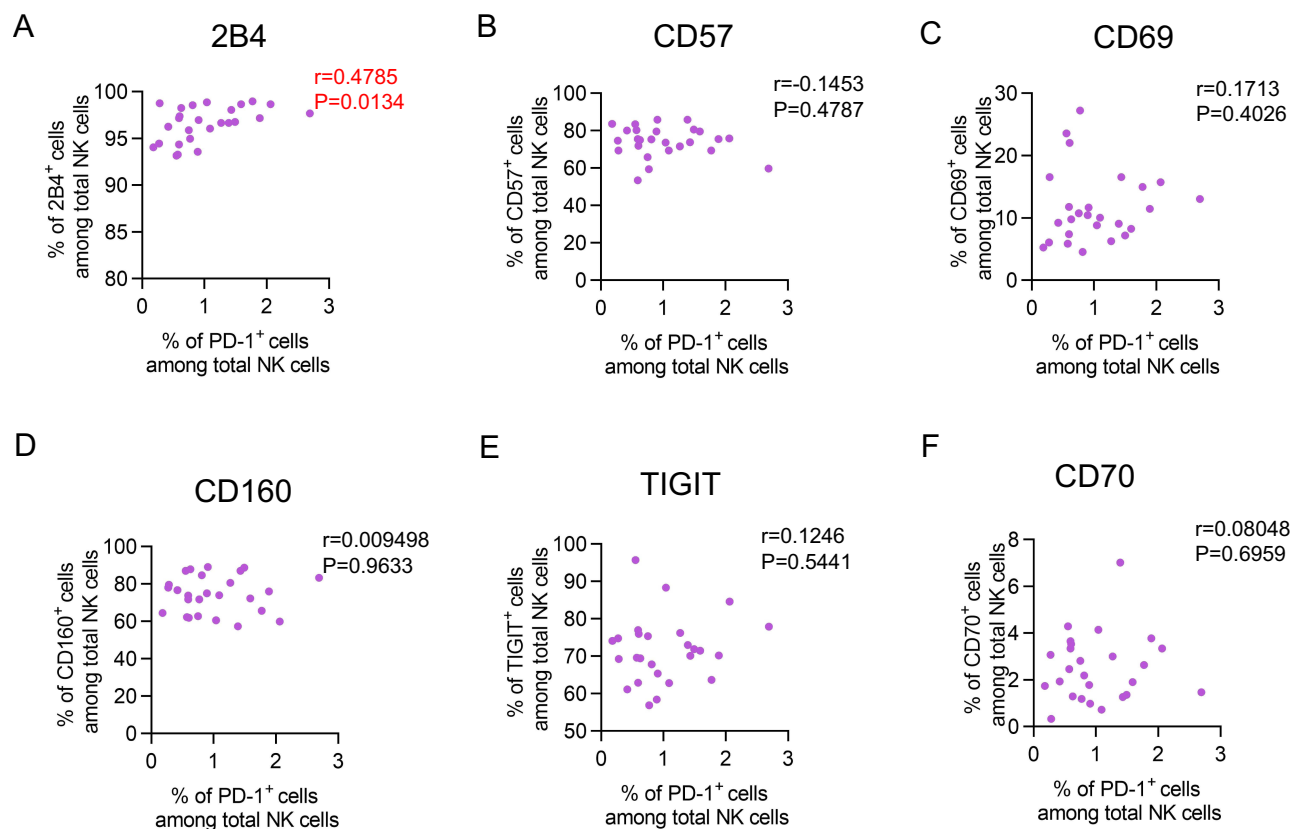 A
2B4
r=0.4785
P=0.0134
% of 2B4+ cells
among total NK cells
100
95
90
85
80
0
1
2
3
% of PD-1+ cells
among total NK cells
B
CD57
r=-0.1453
P=0.4787
% of CD57+ cells
among total NK cells
100
80
60
40
20
0
0
1
2
3
% of PD-1+ cells
among total NK cells
C
CD69
r=0.1713
P=0.4026
% of CD69+ cells
among total NK cells
30
20
10
0
0
1
2
3
% of PD-1+ cells
among total NK cells
D
CD160
r=0.009498
P=0.9633
% of CD160+ cells
among total NK cells
100
80
60
40
20
0
0
1
2
3
% of PD-1+ cells
among total NK cells
E
TIGIT
r=0.1246
P=0.5441
% of TIGIT+ cells
among total NK cells
100
90
80
70
60
50
0
1
2
3
% of PD-1+ cells
among total NK cells
F
CD70
r=0.08048
P=0.6959
% of CD70+ cells
among total NK cells
8
6
4
2
0
0
1
2
3
% of PD-1+ cells
among total NK cells